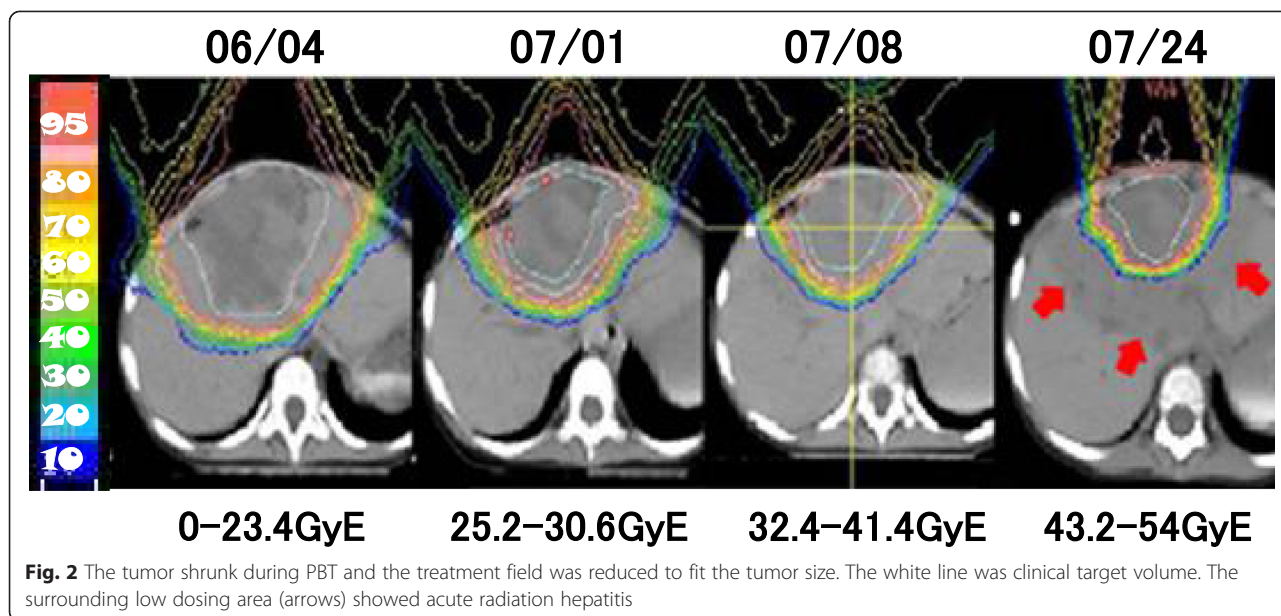 06/04 07/01 07/08 07/24
95
80
70
60
50
40
30
20
10
0-23.4GyE 25.2-30.6GyE 32.4-41.4GyE 43.2-54GyE
Fig. 2 The tumor shrunk during PBT and the treatment field was reduced to fit the tumor size. The white line was clinical target volume. The
surrounding low dosing area (arrows) showed acute radiation hepatitis